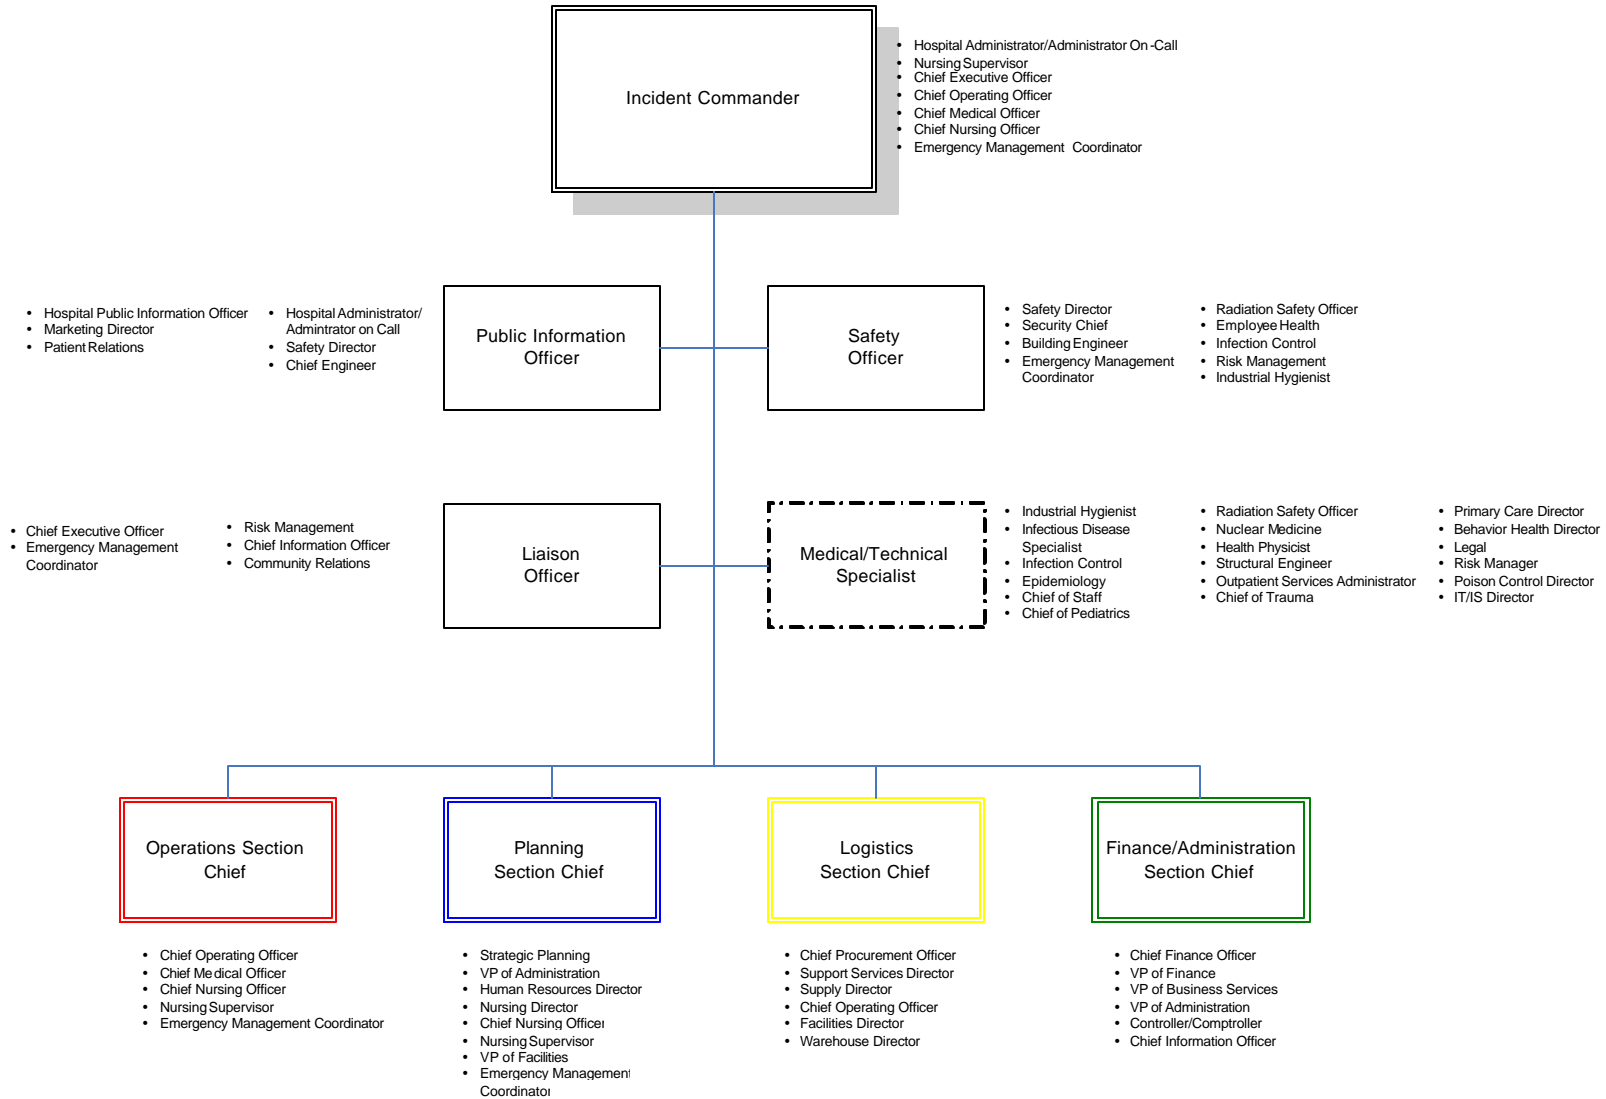 Incident Commander
• Hospital Administrator/Administrator On-Call
• Nursing Supervisor
• Chief Executive Officer
• Chief Operating Officer
• Chief Medical Officer
• Chief Nursing Officer
• Emergency Management Coordinator
• Hospital Public Information Officer
• Marketing Director
• Patient Relations
• Hospital Administrator/
Admintrator on Call
• Safety Director
• Chief Engineer
Public Information
Officer
Safety
Officer
• Safety Director
• Security Chief
• Building Engineer
• Emergency Management
Coordinator
• Radiation Safety Officer
• Employee Health
• Infection Control
• Risk Management
• Industrial Hygienist
• Chief Executive Officer
• Emergency Management
Coordinator
• Risk Management
• Chief Information Officer
• Community Relations
Liaison
Officer
Medical/Technical
Specialist
• Industrial Hygienist
• Infectious Disease
Specialist
• Infection Control
• Epidemiology
• Chief of Staff
• Chief of Pediatrics
• Radiation Safety Officer
• Nuclear Medicine
• Health Physicist
• Structural Engineer
• Outpatient Services Administrator
• Chief of Trauma
• Primary Care Director
• Behavior Health Director
• Legal
• Risk Manager
• Poison Control Director
• IT/IS Director
Operations Section
Chief
• Chief Operating Officer
• Chief Medical Officer
• Chief Nursing Officer
• Nursing Supervisor
• Emergency Management Coordinator
Planning
Section Chief
• Strategic Planning
• VP of Administration
• Human Resources Director
• Nursing Director
• Chief Nursing Officer
• Nursing Supervisor
• VP of Facilities
• Emergency Management
Coordinator
Logistics
Section Chief
• Chief Procurement Officer
• Support Services Director
• Supply Director
• Chief Operating Officer
• Facilities Director
• Warehouse Director
Finance/Administration
Section Chief
• Chief Finance Officer
• VP of Finance
• VP of Business Services
• VP of Administration
• Controller/Comptroller
• Chief Information Officer